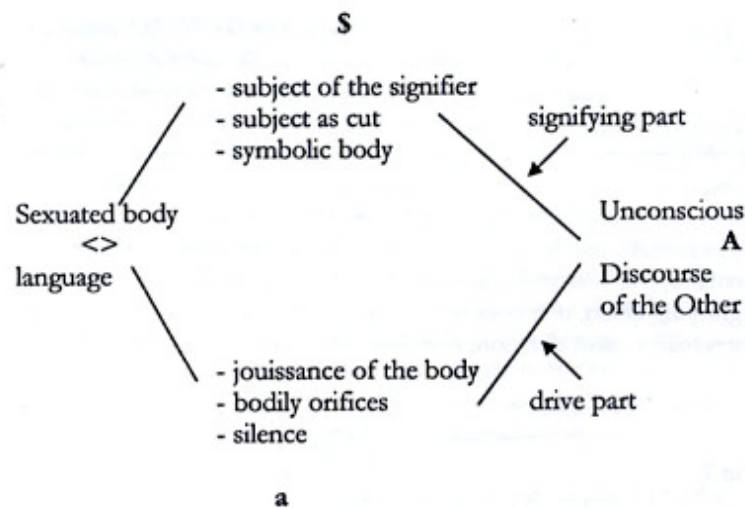 $
- subject of the signifier
- subject as cut
- symbolic body
signifying part
Sexuated body
<>
language
Unconscious
A
Discourse
of the Other
- jouissance of the body
- bodily orifices
- silence
drive part
a